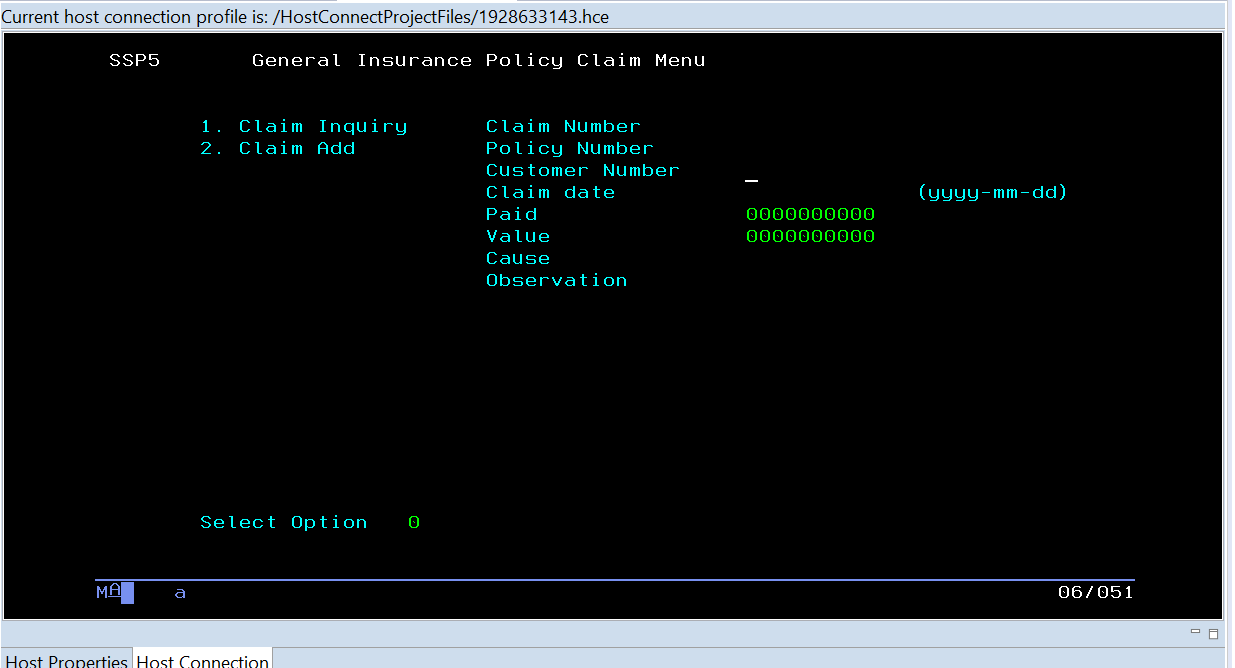 Current host connection profile is: /HostConnectProjectFiles/1928633143.hce
SSP5 General Insurance Policy Claim Menu
1. Claim Inquiry Claim Number
2. Claim Add Policy Number
Customer Number _
Claim date (yyyy-mm-dd)
Paid 0000000000
Value 0000000000
Cause
Observation
Select Option 0
MA a 06/051
Host Properties Host Connection